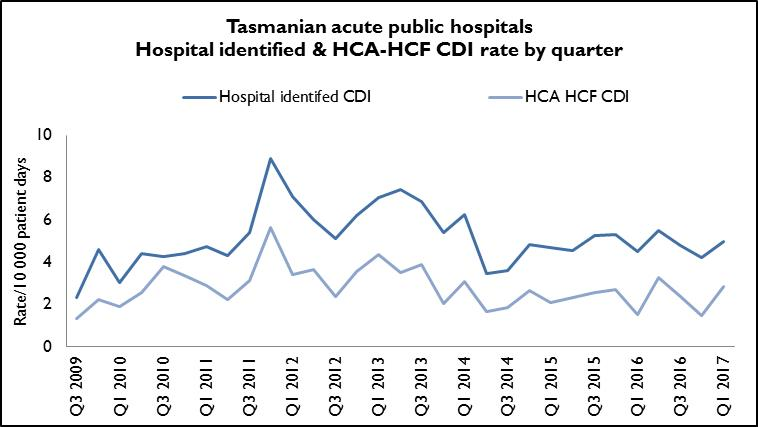 Tasmanian acute public hospitals
Hospital identified & HCA-HCF CDI rate by quarter
Hospital identifed CDI
HCA HCF CDI
Rate/10 000 patient days
10
8
6
4
2
0
Q3 2009
Q1 2010
Q3 2010
Q1 2011
Q3 2011
Q1 2012
Q3 2012
Q1 2013
Q3 2013
Q1 2014
Q3 2014
Q1 2015
Q3 2015
Q1 2016
Q3 2016
Q1 2017